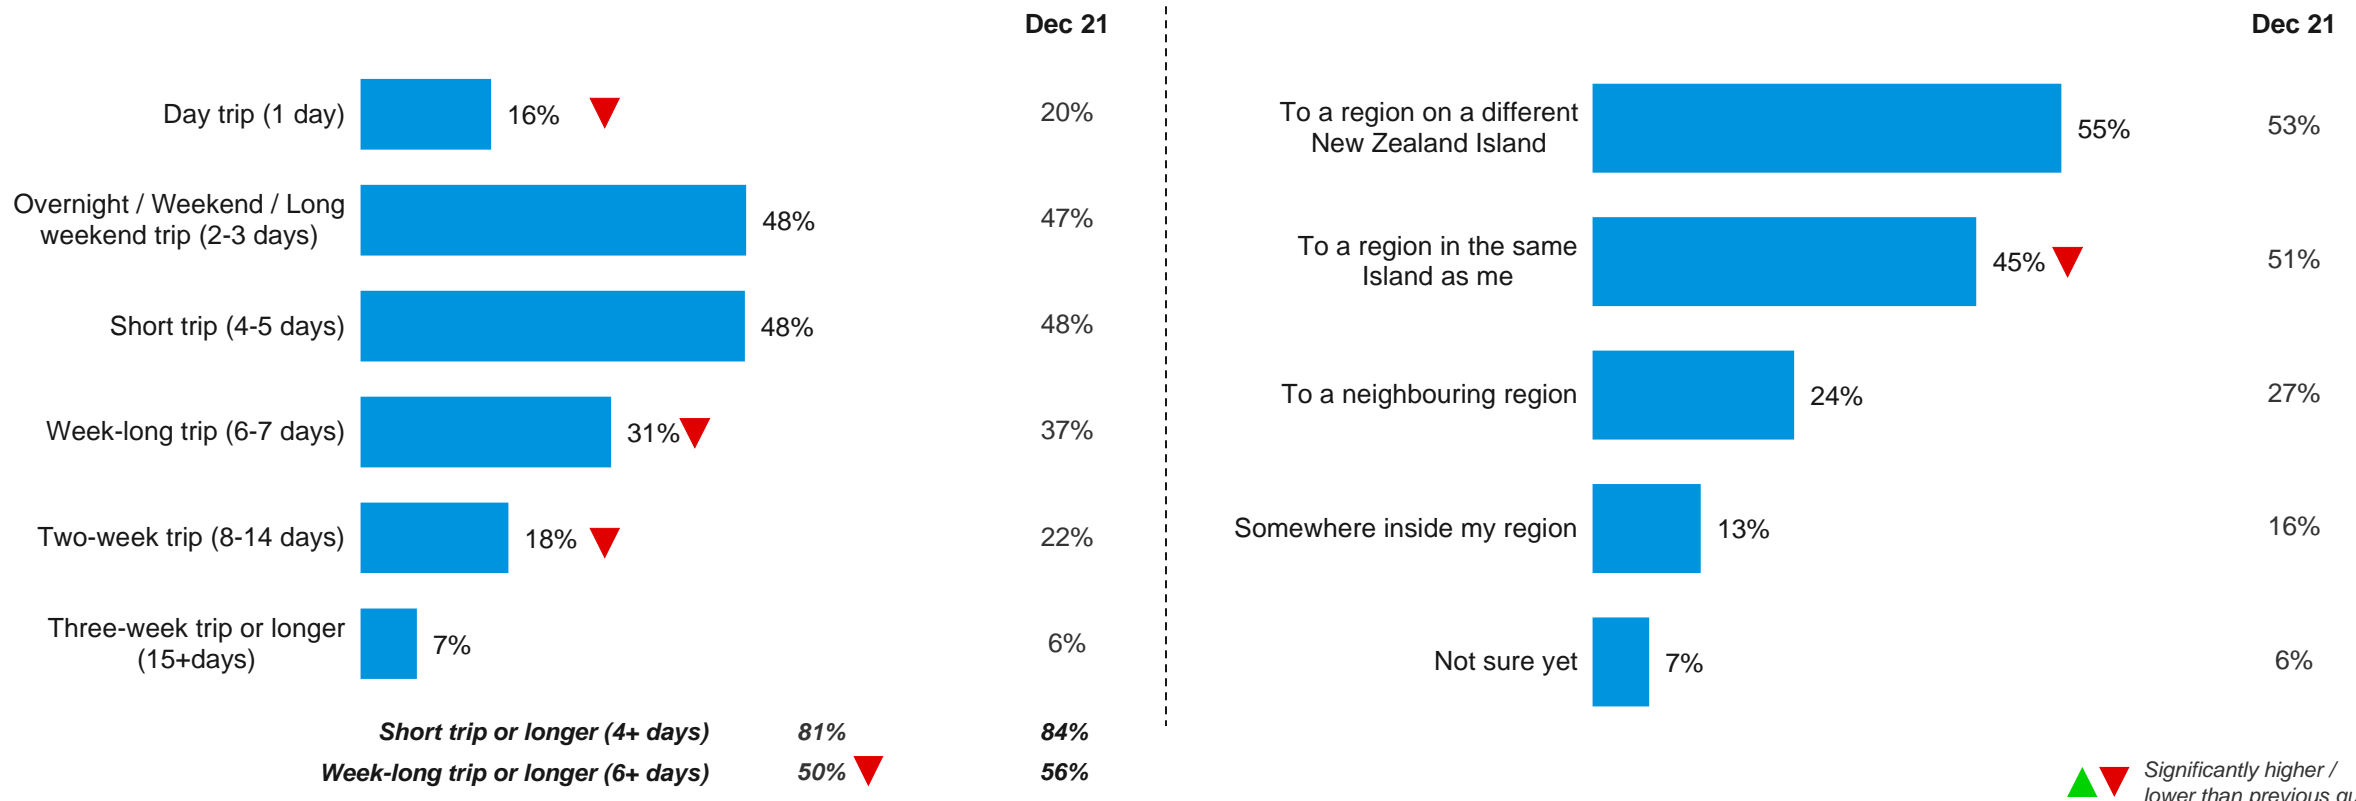 Dec 21
Day trip (1 day)
16%
20%
Overnight / Weekend / Long
weekend trip (2-3 days)
48%
47%
Short trip (4-5 days)
48%
48%
Week-long trip (6-7 days)
31%
37%
Two-week trip (8-14 days)
18%
22%
Three-week trip or longer
(15+days)
7%
6%
Short trip or longer (4+ days) 81% 84%
Week-long trip or longer (6+ days) 50% 56%
Dec 21
To a region on a different
New Zealand Island
55%
53%
To a region in the same
Island as me
45%
51%
To a neighbouring region
24%
27%
Somewhere inside my region
13%
16%
Not sure yet
7%
6%
Significantly higher /
lower than previous